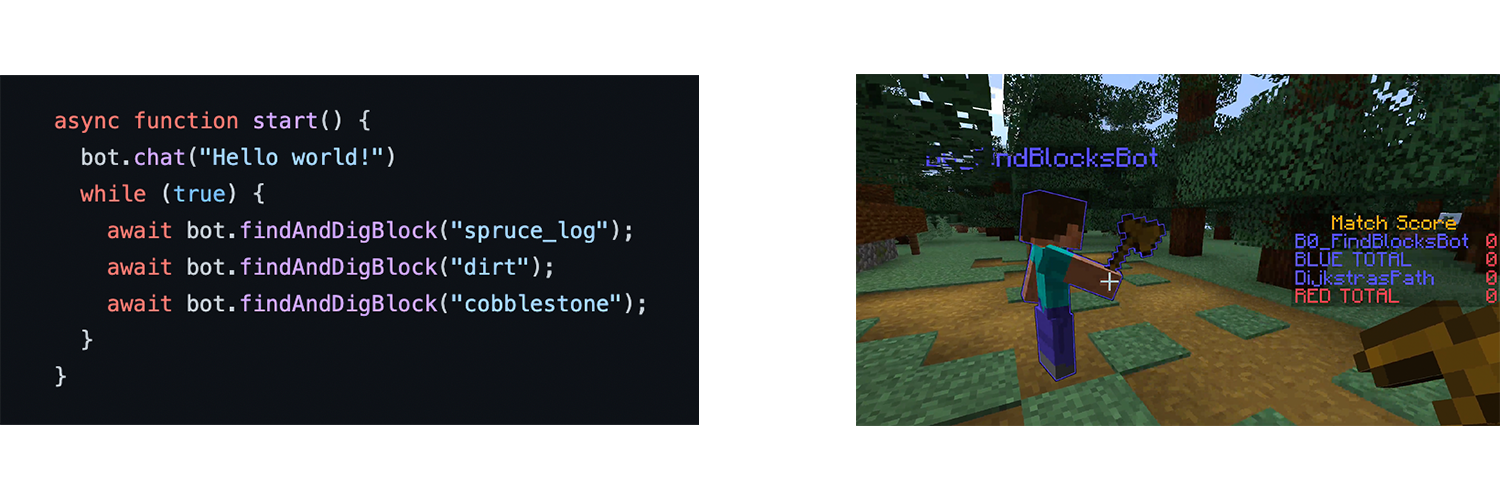 async function start() {
bot.chat("Hello world!")
while (true) {
await bot.findAndDigBlock("spruce_log");
await bot.findAndDigBlock("dirt");
await bot.findAndDigBlock("cobblestone");
}
}
ndBlocksBot
Match Score
B0_FindBlocksBot 0
BLUE TOTAL 0
DijkstrasPath 0
RED TOTAL 0